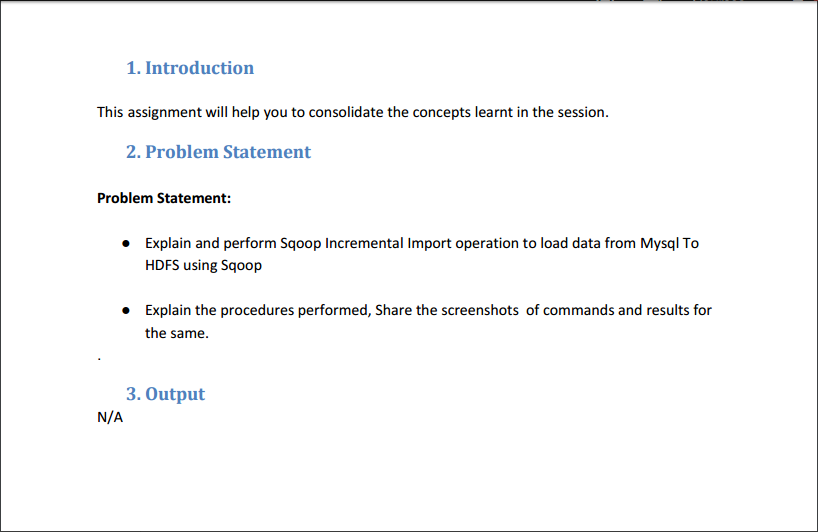 1. Introduction
This assignment will help you to consolidate the concepts learnt in the session.
2. Problem Statement
Problem Statement:
● Explain and perform Sqoop Incremental Import operation to load data from Mysql To
HDFS using Sqoop
● Explain the procedures performed, Share the screenshots of commands and results for
the same.
.
3. Output
N/A